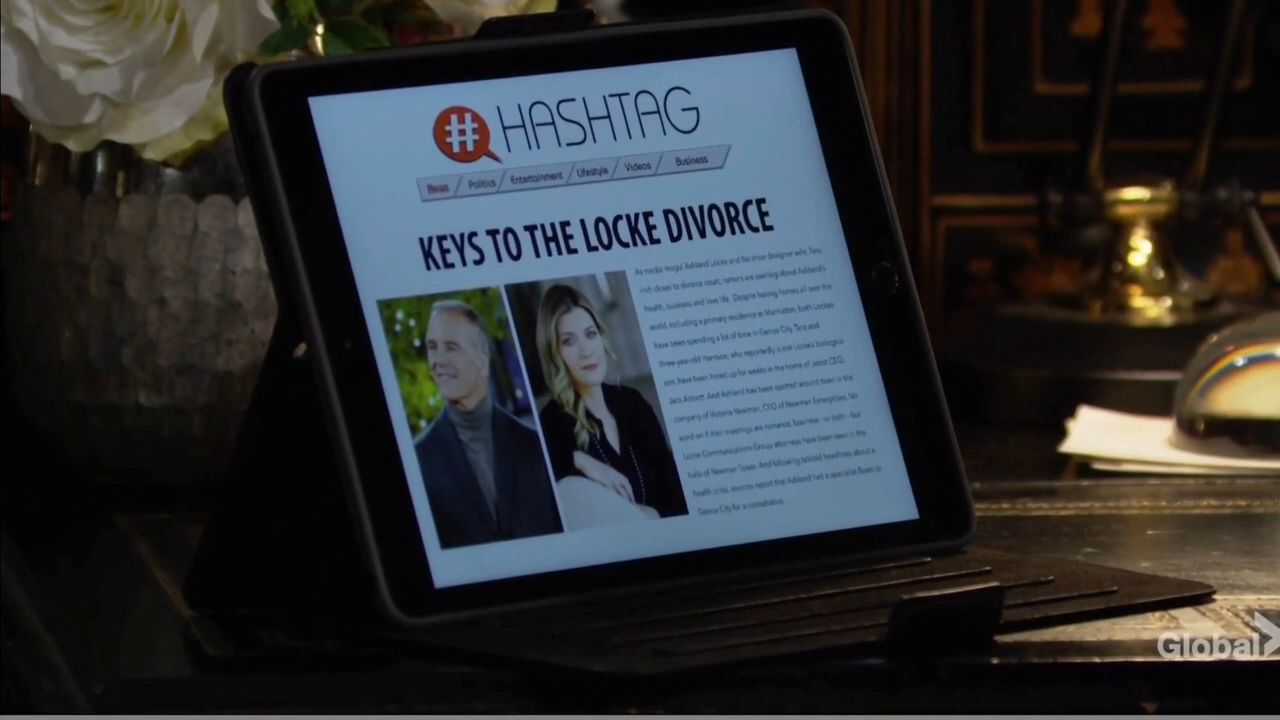 # HASHTAG
News / Politics / Entertainment / Lifestyle / Videos / Business
KEYS TO THE LOCKE DIVORCE
As media mogul Ashland Locke and his shoe designer wife, Tara,
inch closer to divorce court, rumors are swirling about Ashland's
health, business and love life. Despite having homes all over the
world, including a primary residence in Manhattan, both Lockes
have been spending a lot of time in Genoa City. Tara and
three-year-old Harrison, who reportedly is not Locke's biological
son, have been holed up for weeks in the home of Jabot CEO,
Jack Abbott. And Ashland has been spotted around town in the
company of Victoria Newman, CEO of Newman Enterprises. No
word on if their meetings are romance, business - or both - but
Locke Communications Group attorneys have been seen in the
halls of Newman Tower. And following tabloid headlines about a
health crisis, sources report that Ashland had a specialist flown to
Genoa City for a consultation.
Global